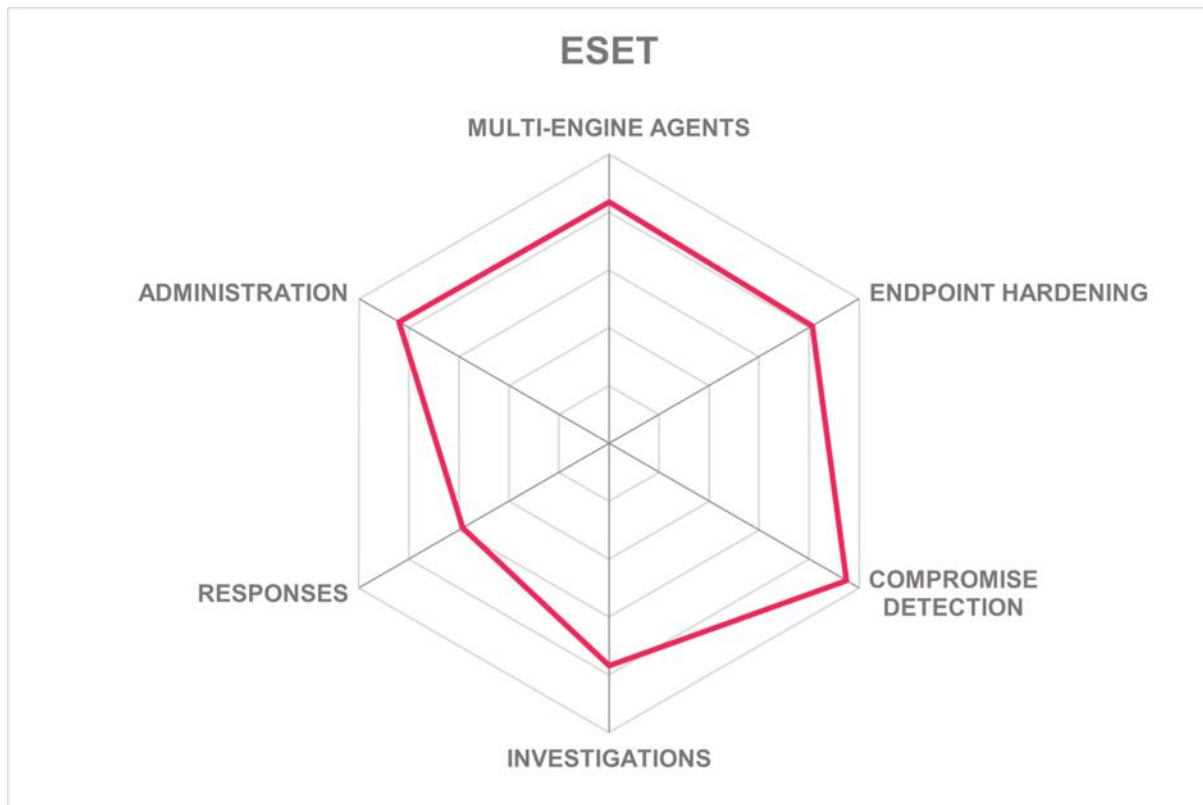 ESET
MULTI-ENGINE AGENTS
ADMINISTRATION
ENDPOINT HARDENING
RESPONSES
COMPROMISE
DETECTION
INVESTIGATIONS